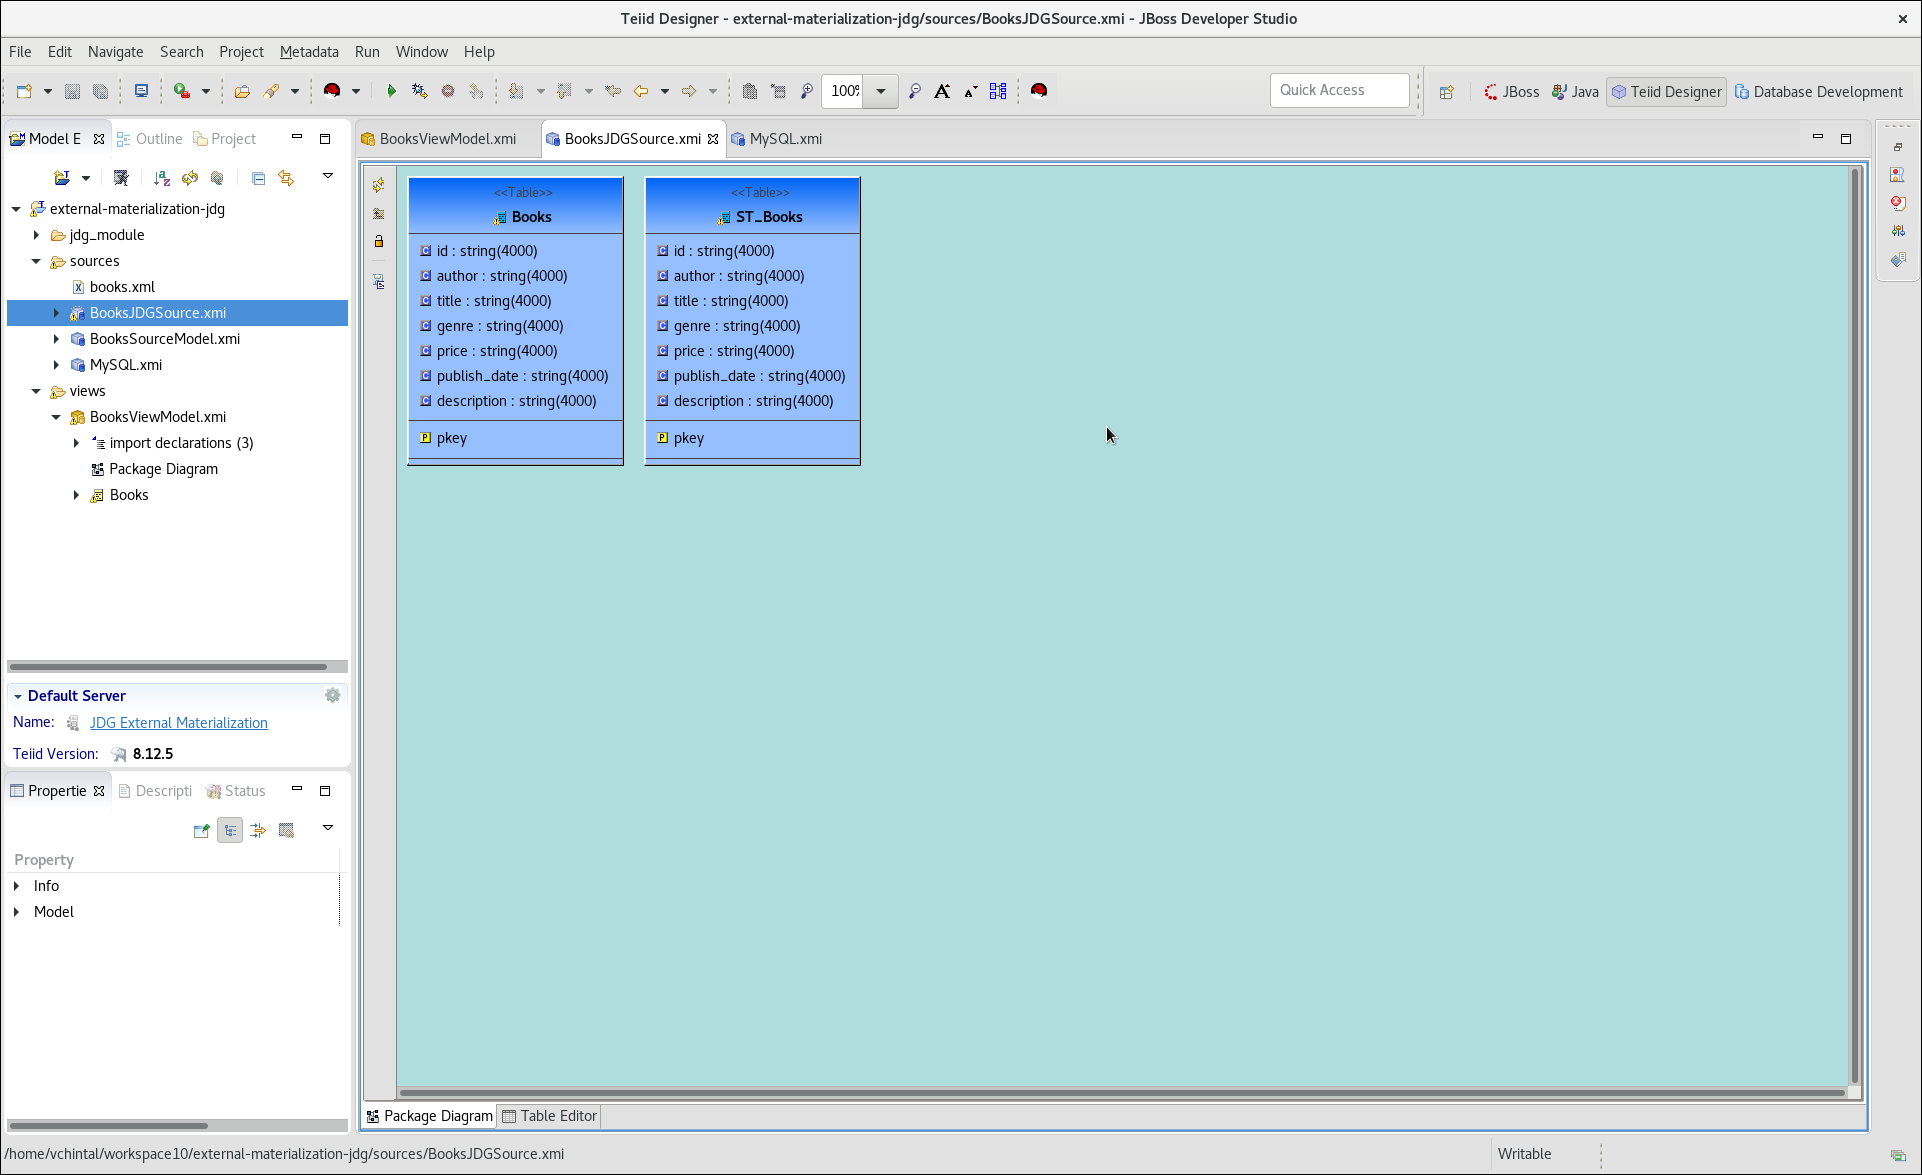 Teiid Designer - external-materialization-jdg/sources/BooksJDGSource.xmi - JBoss Developer Studio
File Edit Navigate Search Project Metadata Run Window Help
100% Quick Access JBoss Java Teiid Designer Database Development
Model E Outline Project
external-materialization-jdg
jdg_module
sources
books.xml
BooksJDGSource.xmi
BooksSourceModel.xmi
MySQL.xmi
views
BooksViewModel.xmi
import declarations (3)
Package Diagram
Books
Default Server
Name: JDG External Materialization
Teiid Version: 8.12.5
Propertie Descripti Status
Property
Info
Model
BooksViewModel.xmi BooksJDGSource.xmi MySQL.xmi
<<Table>>
Books
id : string(4000)
author : string(4000)
title : string(4000)
genre : string(4000)
price : string(4000)
publish_date : string(4000)
description : string(4000)
pkey
<<Table>>
ST_Books
id : string(4000)
author : string(4000)
title : string(4000)
genre : string(4000)
price : string(4000)
publish_date : string(4000)
description : string(4000)
pkey
Package Diagram Table Editor
/home/vchintal/workspace10/external-materialization-jdg/sources/BooksJDGSource.xmi Writable